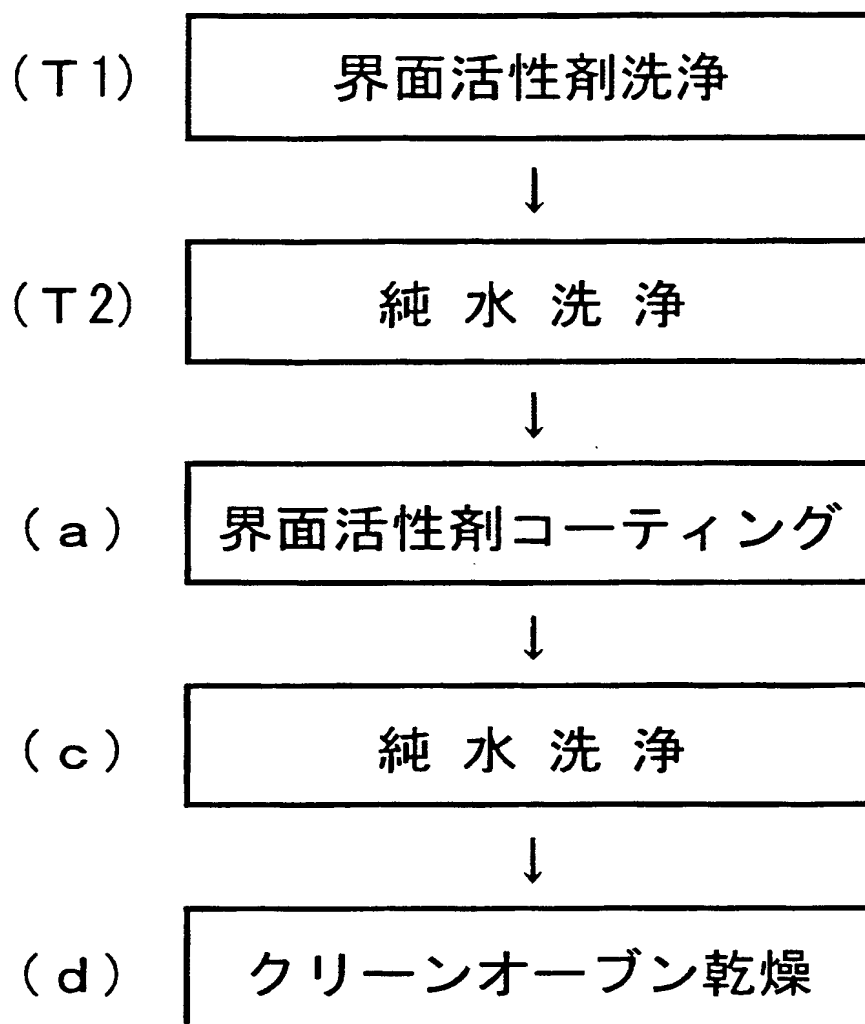 (T1) 界面活性剤洗浄
↓
(T2) 純水洗浄
↓
(a) 界面活性剤コーティング
↓
(c) 純水洗浄
↓
(d) クリーンオーブン乾燥